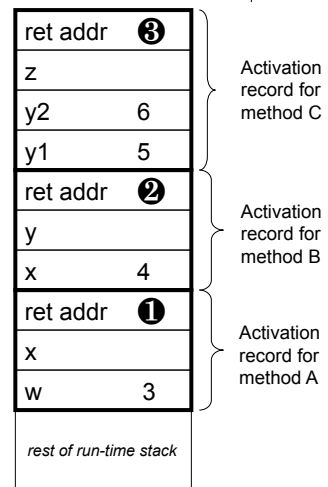 ret addr ❸
z
y2 6
y1 5
Activation
record for
method C
ret addr ❷
y
x 4
Activation
record for
method B
ret addr ❶
x
w 3
Activation
record for
method A
rest of run-time stack